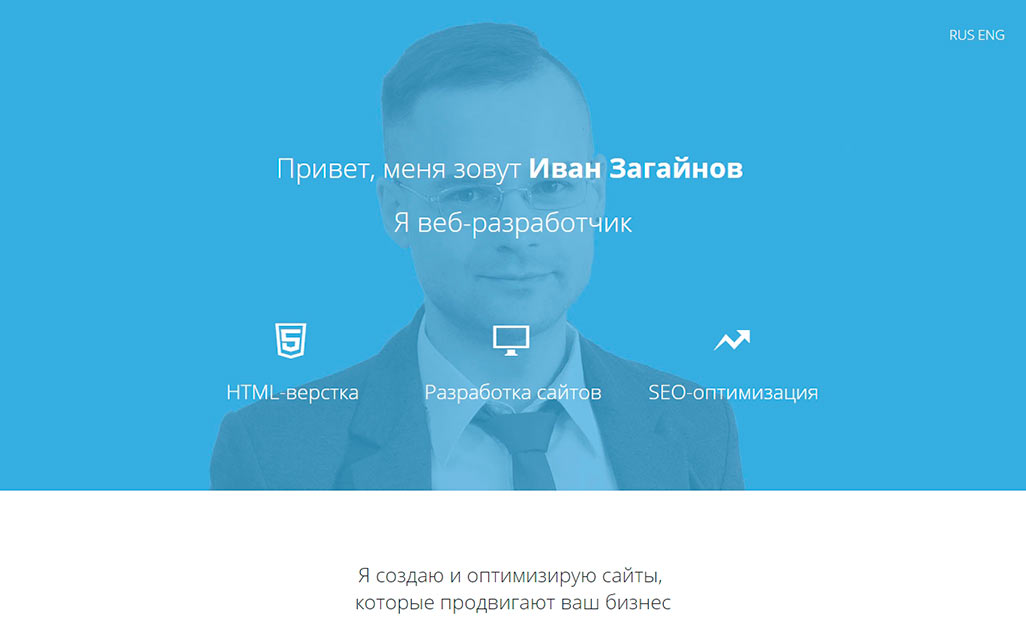 RUS ENG
Привет, меня зовут Иван Загайнов
Я веб-разработчик
HTML-верстка
Разработка сайтов
SEO-оптимизация
Я создаю и оптимизирую сайты,
которые продвигают ваш бизнес